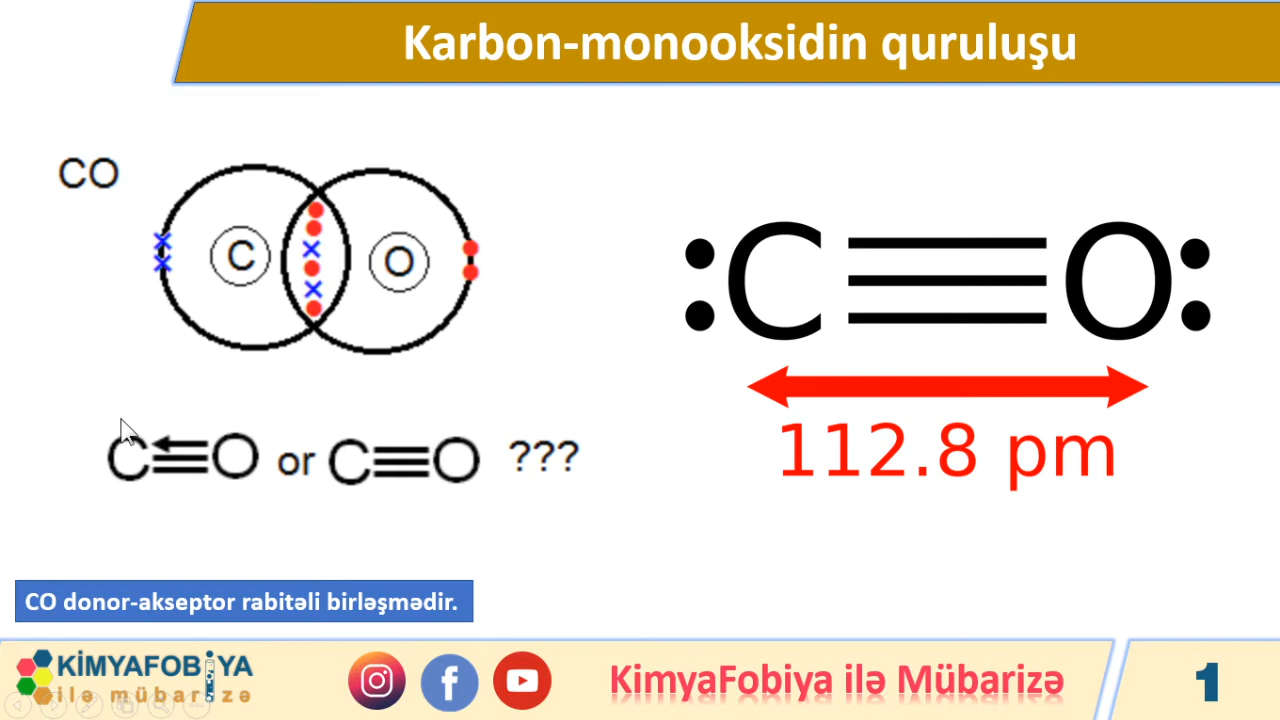 Karbon-monooksidin quruluşu
CO
C
O
:C≡O:
112.8 pm
C≡O or C≡O ???
CO donor-akseptor rabitəli birləşmədir.
KİMYAFOBİYA
ilə mübarizə
KimyaFobiya ilə Mübarizə
1